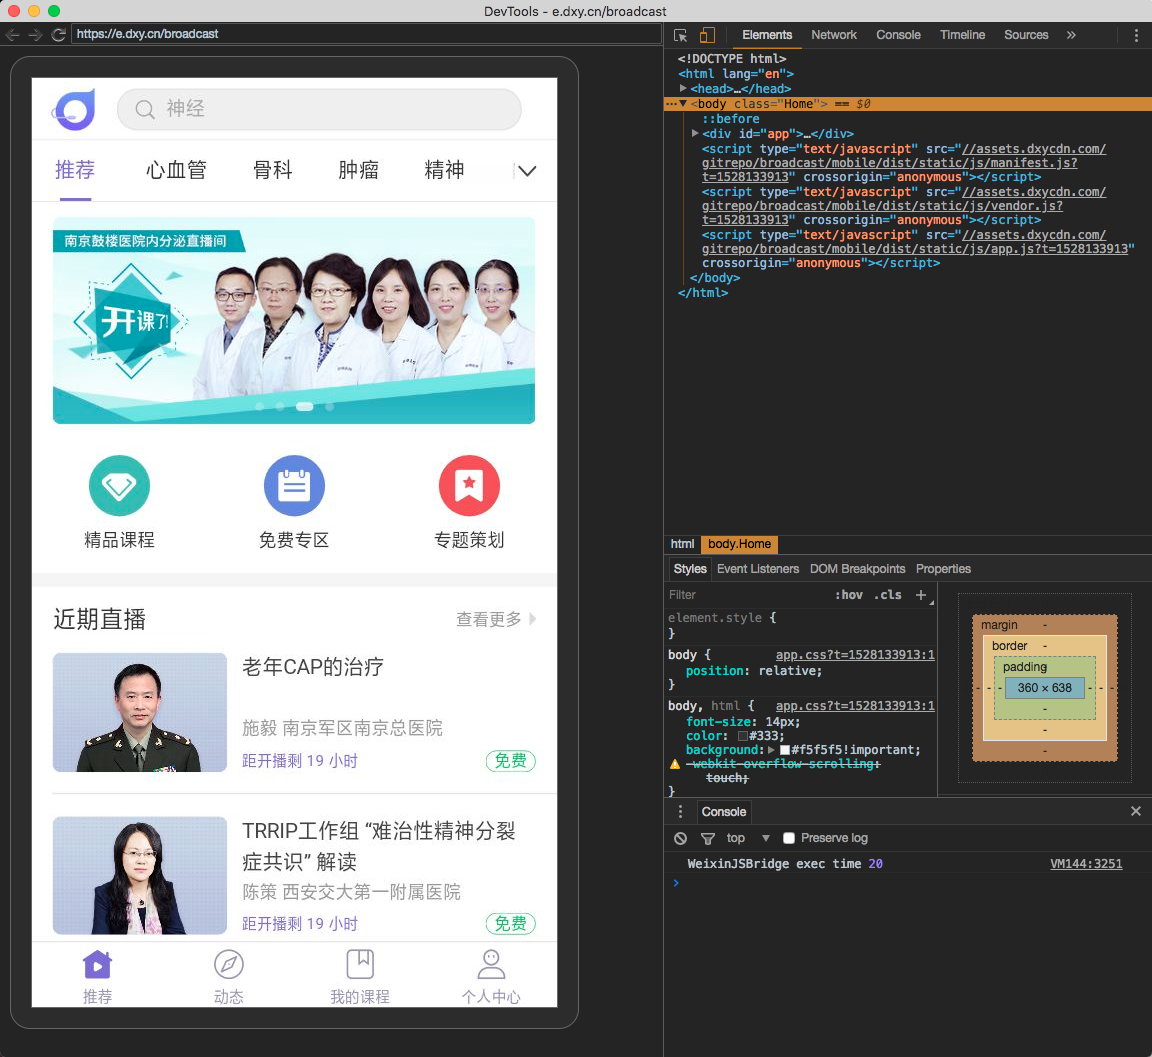 DevTools - e.dxy.cn/broadcast
https://e.dxy.cn/broadcast
神经
推荐 心血管 骨科 肿瘤 精神
南京鼓楼医院内分泌直播间
开课了!
精品课程 免费专区 专题策划
近期直播 查看更多
老年CAP的治疗
施毅 南京军区南京总医院
距开播剩 19 小时 免费
TRRIP工作组 “难治性精神分裂
症共识” 解读
陈策 西安交大第一附属医院
距开播剩 19 小时 免费
推荐 动态 我的课程 个人中心
Elements Network Console Timeline Sources »
<!DOCTYPE html>
<html lang="en">
<head>…</head>
<body class="Home"> == $0
::before
<div id="app">…</div>
<script type="text/javascript" src="//assets.dxycdn.com/
gitrepo/broadcast/mobile/dist/static/js/manifest.js?
t=1528133913" crossorigin="anonymous"></script>
<script type="text/javascript" src="//assets.dxycdn.com/
gitrepo/broadcast/mobile/dist/static/js/vendor.js?
t=1528133913" crossorigin="anonymous"></script>
<script type="text/javascript" src="//assets.dxycdn.com/
gitrepo/broadcast/mobile/dist/static/js/app.js?t=1528133913"
crossorigin="anonymous"></script>
</body>
</html>
html body.Home
Styles Event Listeners DOM Breakpoints Properties
Filter :hov .cls +
element.style {
}
body { app.css?t=1528133913:1
position: relative;
}
body, html { app.css?t=1528133913:1
font-size: 14px;
color: #333;
background: #f5f5f5!important;
-webkit-overflow-scrolling:
touch;
}
margin -
border -
padding -
- - - 360 × 638 - - -
-
-
-
Console
top Preserve log
WeixinJSBridge exec time 20 VM144:3251